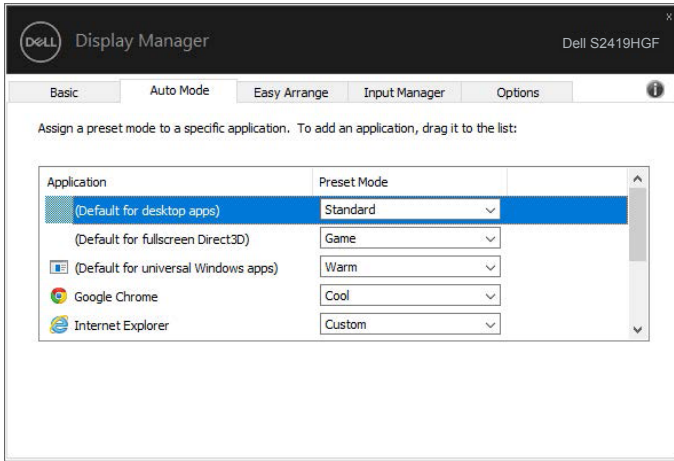 x
DELL Display Manager
Dell S2419HGF
Basic Auto Mode Easy Arrange Input Manager Options i
Assign a preset mode to a specific application. To add an application, drag it to the list:
Application Preset Mode
(Default for desktop apps) Standard
(Default for fullscreen Direct3D) Game
(Default for universal Windows apps) Warm
Google Chrome Cool
Internet Explorer Custom